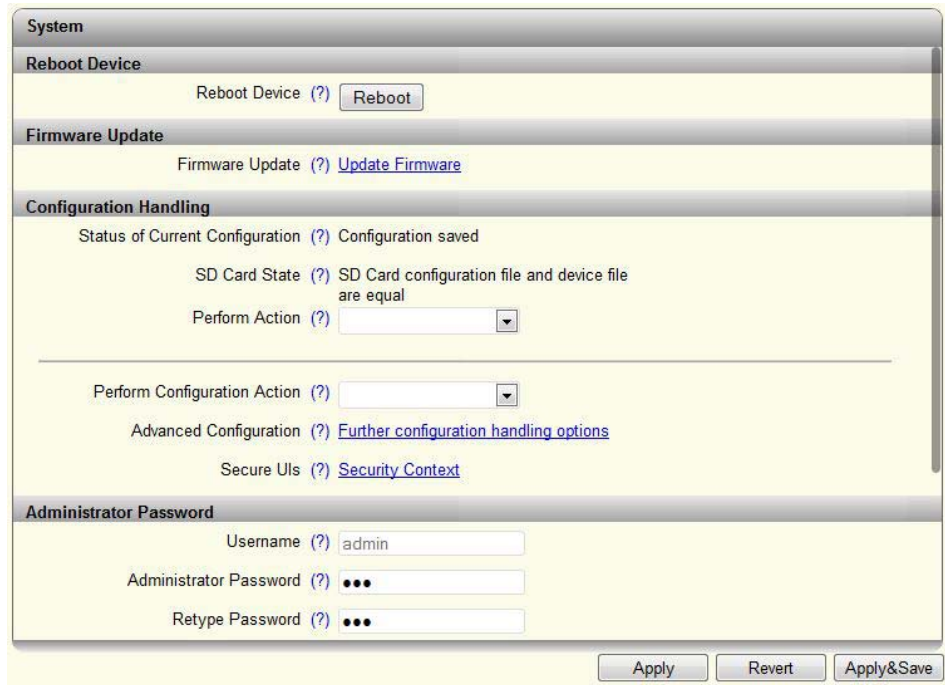 System
Reboot Device
Reboot Device (?) Reboot
Firmware Update
Firmware Update (?) Update Firmware
Configuration Handling
Status of Current Configuration (?) Configuration saved
SD Card State (?) SD Card configuration file and device file
are equal
Perform Action (?)
Perform Configuration Action (?)
Advanced Configuration (?) Further configuration handling options
Secure UIs (?) Security Context
Administrator Password
Username (?) admin
Administrator Password (?) •••
Retype Password (?) •••
Apply Revert Apply&Save